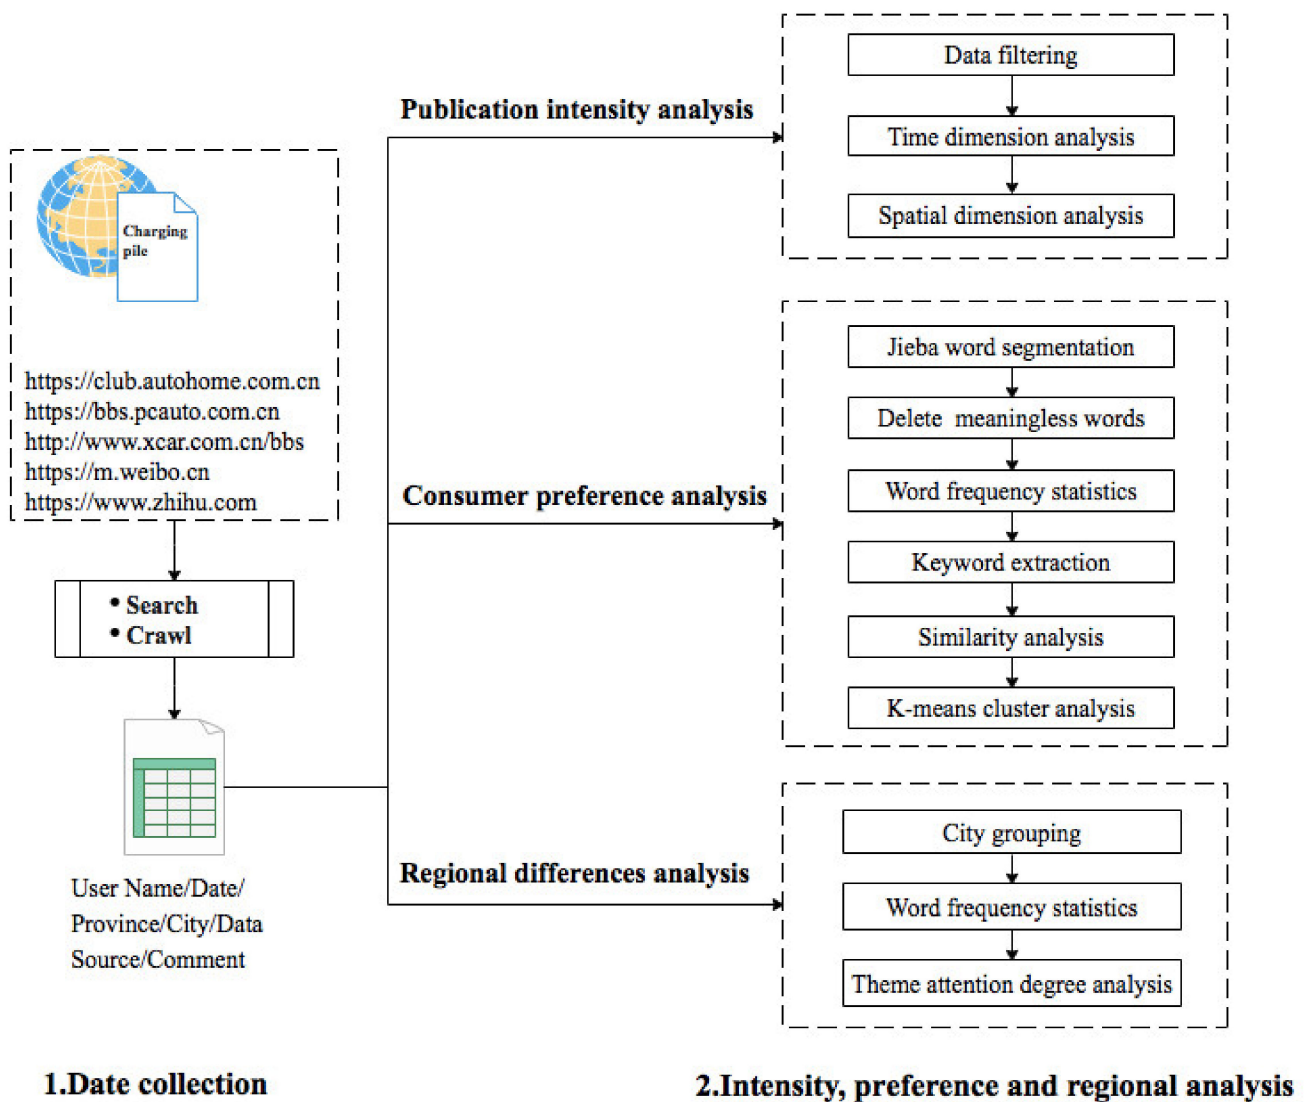 Charging
pile
https://club.autohome.com.cn
https://bbs.pcauto.com.cn
http://www.xcar.com.cn/bbs
https://m.weibo.cn
https://www.zhihu.com
• Search
• Crawl
User Name/Date/
Province/City/Data
Source/Comment
1.Date collection
Publication intensity analysis
Data filtering
Time dimension analysis
Spatial dimension analysis
Consumer preference analysis
Jieba word segmentation
Delete meaningless words
Word frequency statistics
Keyword extraction
Similarity analysis
K-means cluster analysis
Regional differences analysis
City grouping
Word frequency statistics
Theme attention degree analysis
2.Intensity, preference and regional analysis